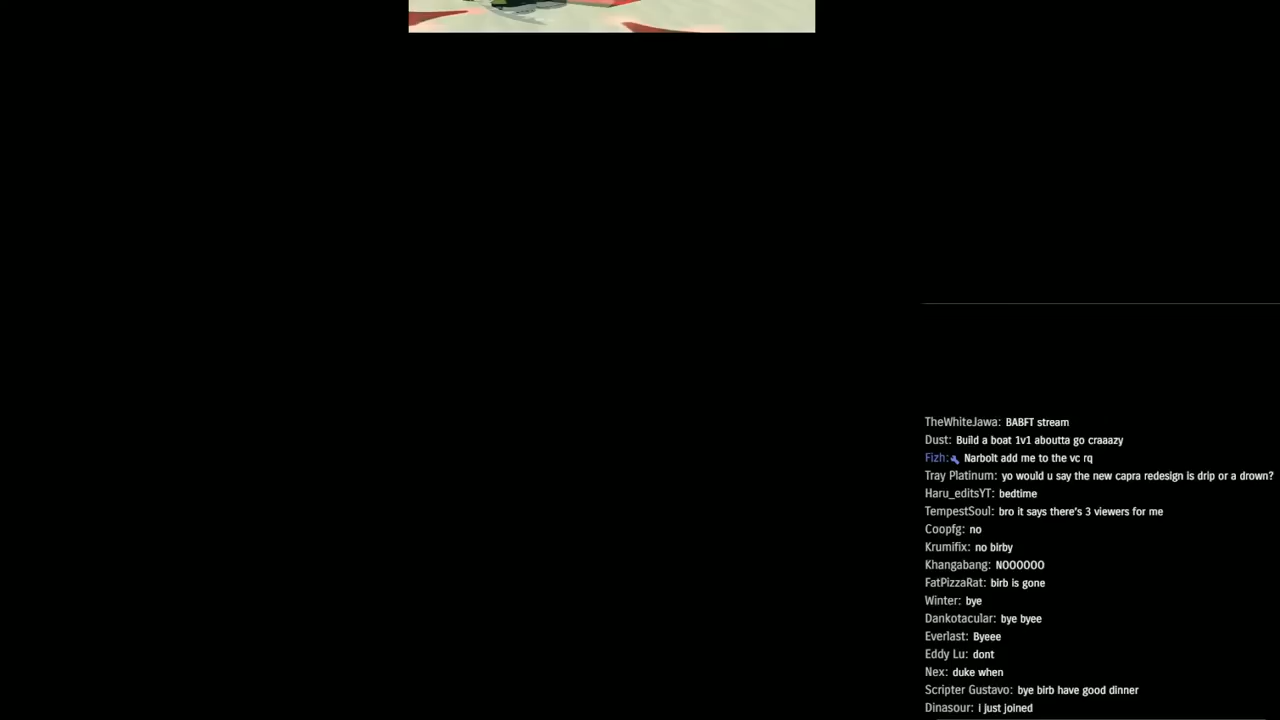 TheWhiteJawa: BABFT stream
Dust: Build a boat 1v1 aboutta go craaazy
Fizh: Narbolt add me to the vc rq
Tray Platinum: yo would u say the new capra redesign is drip or a drown?
Haru_editsYT: bedtime
TempestSoul: bro it says there's 3 viewers for me
Coopfg: no
Krumifix: no birby
Khangabang: NOOOOOO
FatPizzaRat: birb is gone
Winter: bye
Dankotacular: bye byee
Everlast: Byeee
Eddy Lu: dont
Nex: duke when
Scripter Gustavo: bye birb have good dinner
Dinasour: i just joined